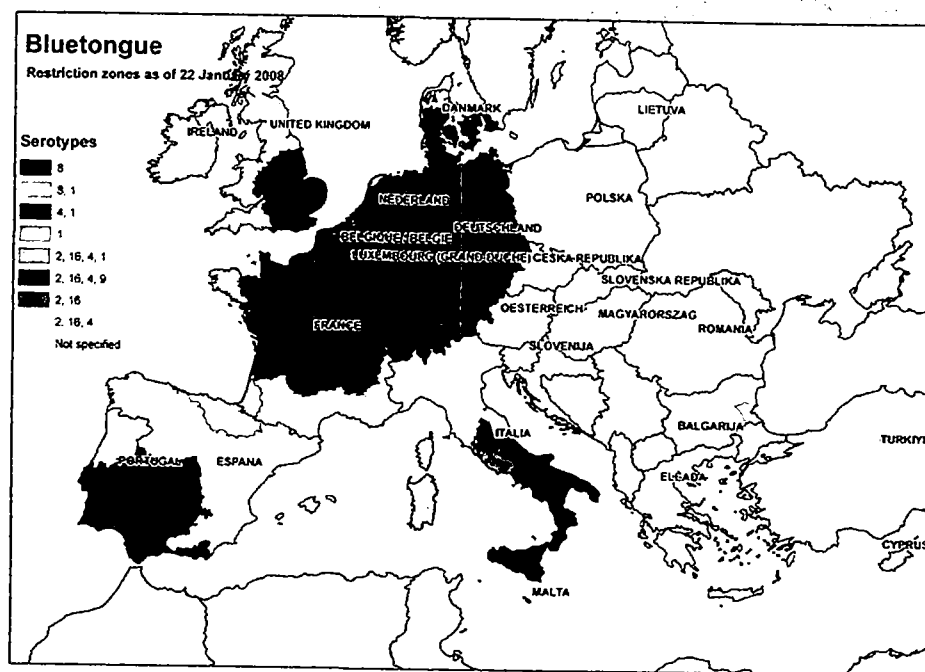 Bluetongue
Restriction zones as of 22 January 2008
Serotypes
8
8, 1
4, 1
1
2, 16, 4, 1
2, 16, 4, 9
2, 16
2, 16, 4
Not specified
IRELAND
UNITED KINGDOM
DANMARK
LIETUVA
NEDERLAND
POLSKA
BELGIQUE-BELGIE
DEUTSCHLAND
LUXEMBOURG (GRAND-DUCHE)
CESKA REPUBLIKA
SLOVENSKA REPUBLIKA
FRANCE
OESTERREICH
MAGYARORSZAG
ROMANIA
SLOVENIJA
ITALIA
BALGARIJA
TURKIYE
PORTUGAL
ESPANA
ELLADA
CYPRUS
MALTA